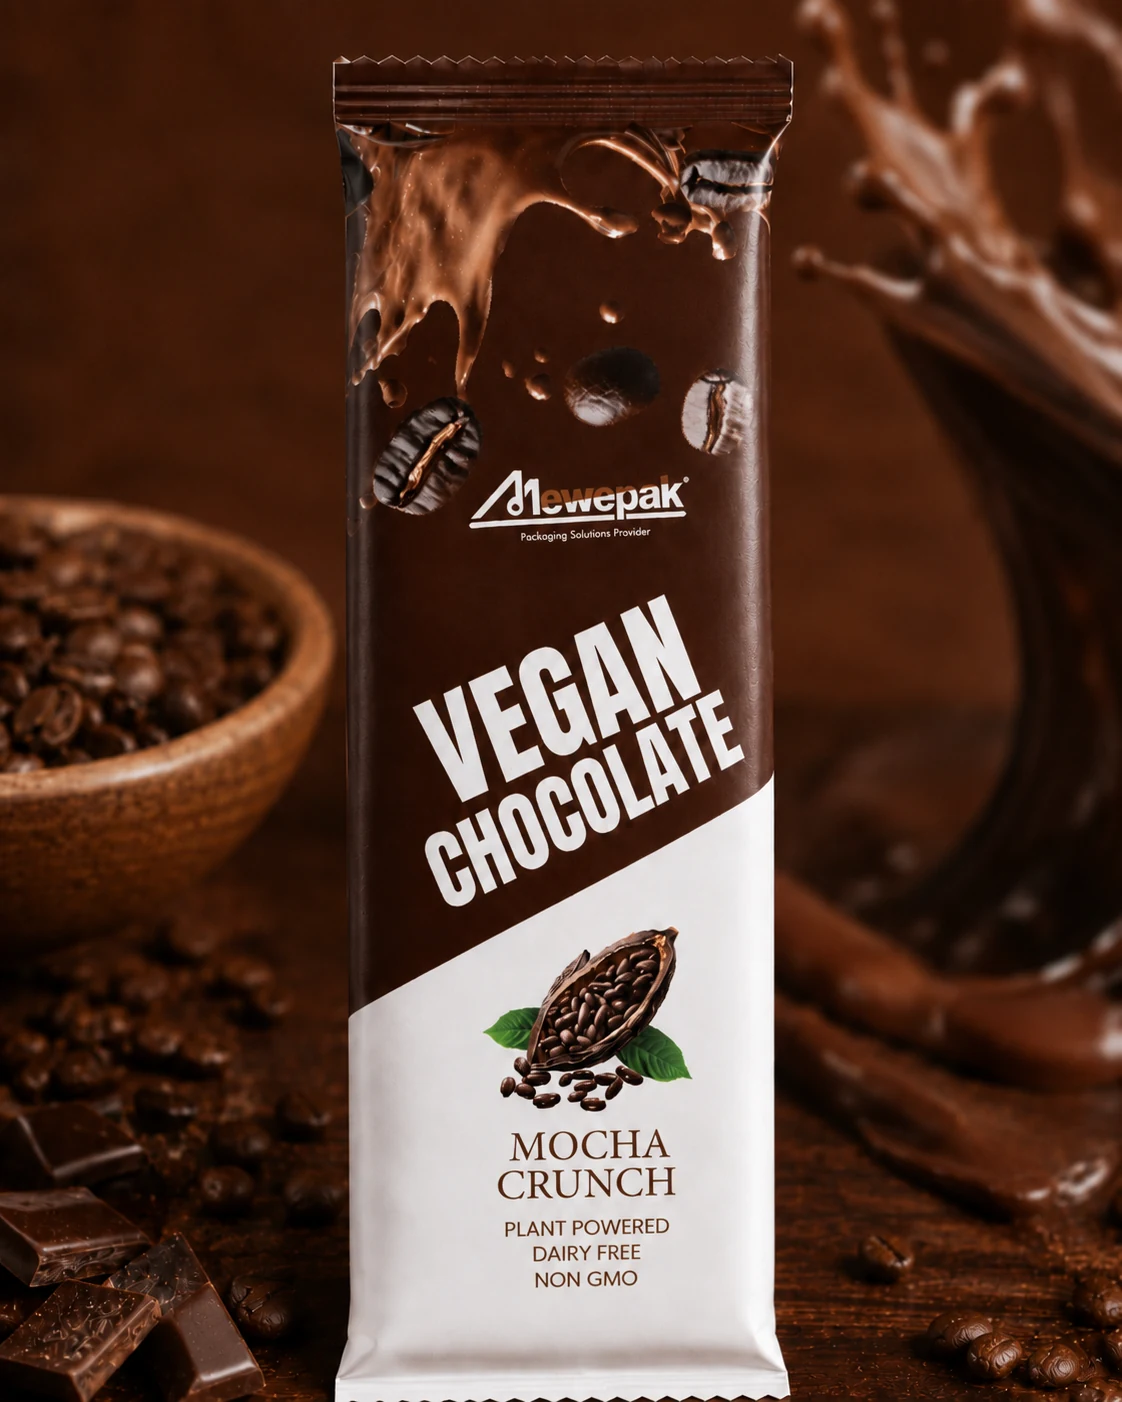 Mewepak®
Packaging Solutions Provider
VEGAN
CHOCOLATE
MOCHA
CRUNCH
PLANT POWERED
DAIRY FREE
NON GMO